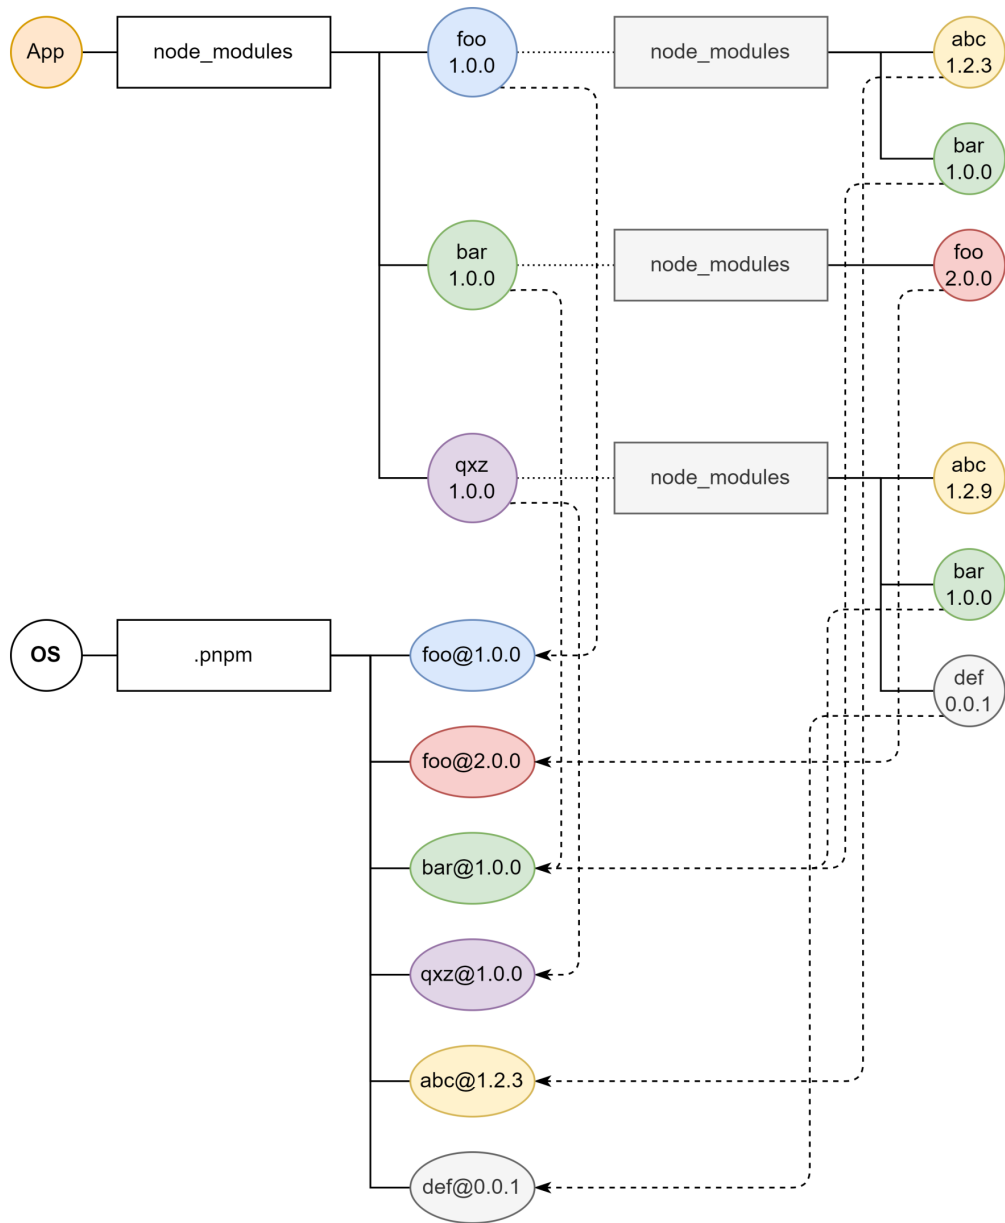 App
node_modules
foo
1.0.0
node_modules
abc
1.2.3
bar
1.0.0
bar
1.0.0
node_modules
foo
2.0.0
qxz
1.0.0
node_modules
abc
1.2.9
bar
1.0.0
def
0.0.1
OS
.pnpm
foo@1.0.0
foo@2.0.0
bar@1.0.0
qxz@1.0.0
abc@1.2.3
def@0.0.1